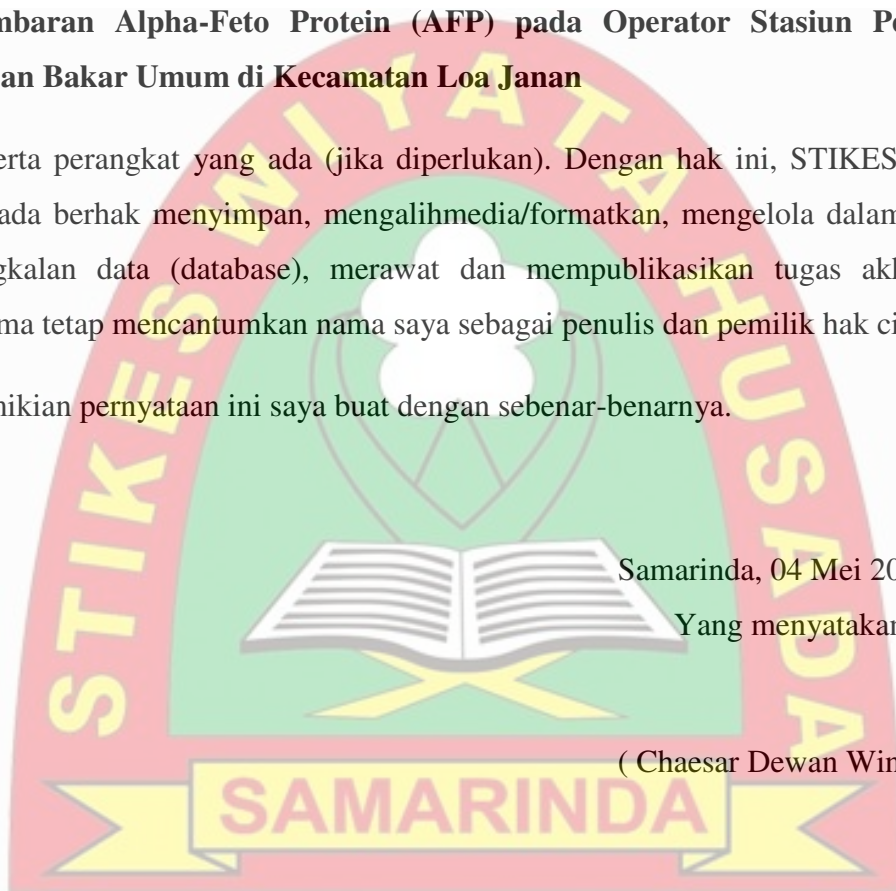 mbaran Alpha-Feto Protein (AFP) pada Operator Stasiun Pe
an Bakar Umum di Kecamatan Loa Janan
erta perangkat yang ada (jika diperlukan). Dengan hak ini, STIKES
ada berhak menyimpan, mengalihmedia/formatkan, mengelola dalam
gkalan data (database), merawat dan mempublikasikan tugas ak
ma tetap mencantumkan nama saya sebagai penulis dan pemilik hak ci
nikian pernyataan ini saya buat dengan sebenar-benarnya.
Samarinda, 04 Mei 20
Yang menyatakan
( Chaesar Dewan Win
STIKES WIYATA HUSADA
SAMARINDA